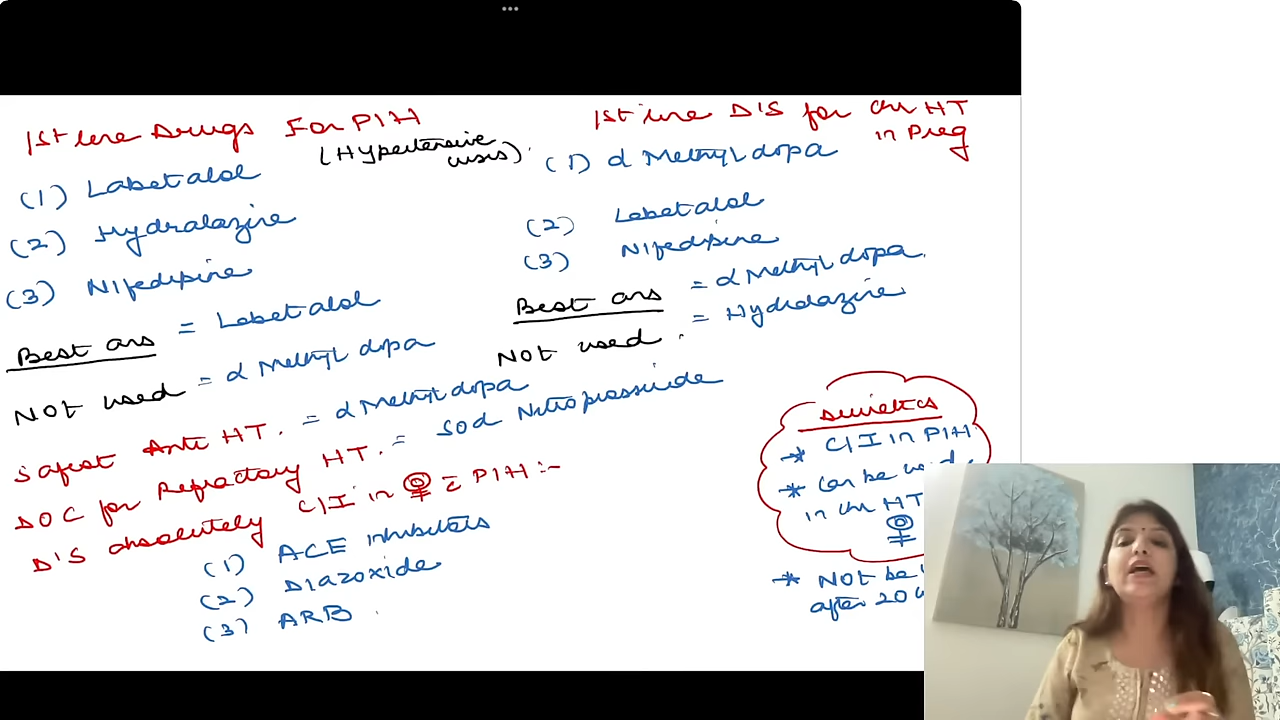 1st line Drugs For PIH
(Hypertensive crisis).
(1) Labetalol
(2) Hydralazine
(3) Nifedipine
Best ans = Labetalol
NOT used = α Methyl dopa
1st line D'S for chr HT
in Preg
(1) α Methyl dopa
(2) Labetalol
(3) Nifedipine
Best ans = α Methyl dopa.
NOT used. = Hydralazine
Safest Anti HT. = α Methyl dopa
DOC for Refractory HT. = Sod Nitroprusside
D'S absolutely C/I in ♀ c̄ PIH :-
(1) ACE inhibitors
(2) Diazoxide
(3) ARB
Diuretics
* C/I in PIH
* Can be used
in chr HT
♀
* NOT be
after 20